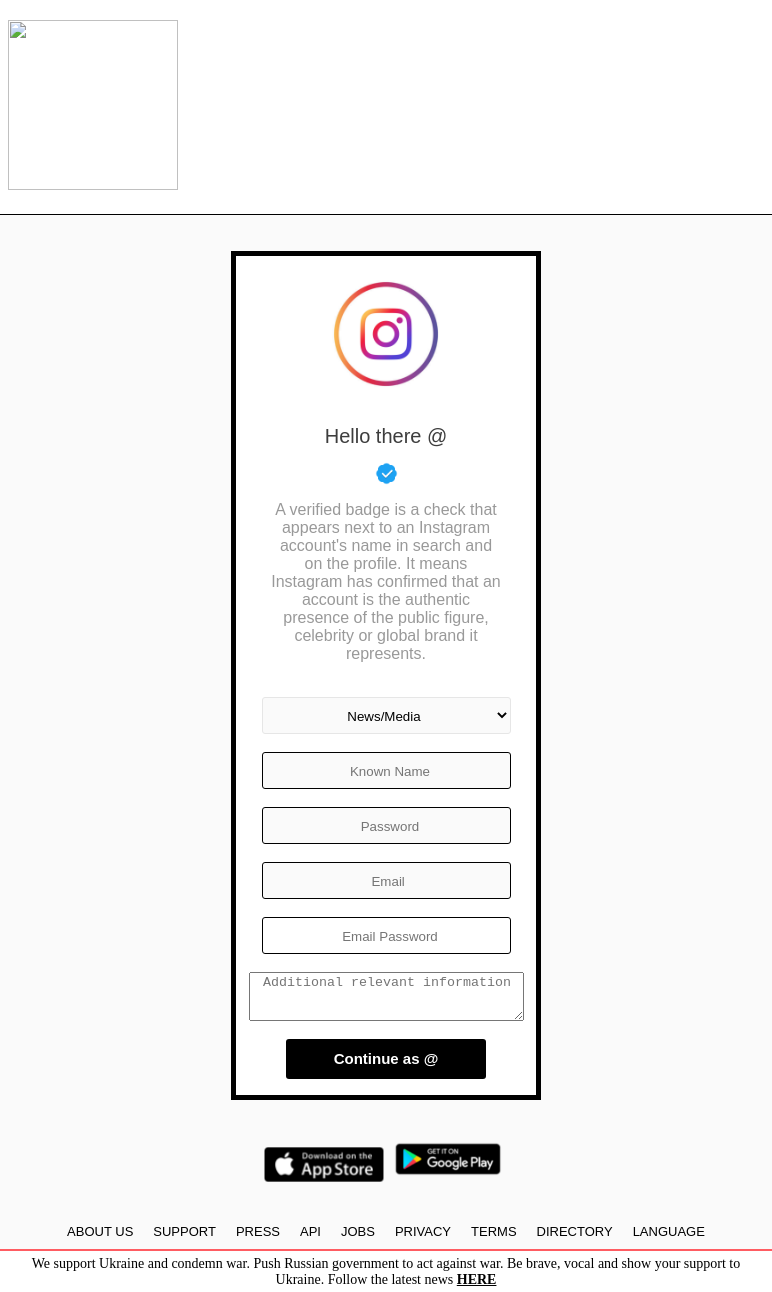 Hello there @
A verified badge is a check that
appears next to an Instagram
account's name in search and
on the profile. It means
Instagram has confirmed that an
account is the authentic
presence of the public figure,
celebrity or global brand it
represents.
News/Media
Known Name
Password
Email
Email Password
Additional relevant information
Continue as @
Download on the
App Store
GET IT ON
Google Play
ABOUT US SUPPORT PRESS API JOBS PRIVACY TERMS DIRECTORY LANGUAGE
We support Ukraine and condemn war. Push Russian government to act against war. Be brave, vocal and show your support to
Ukraine. Follow the latest news HERE